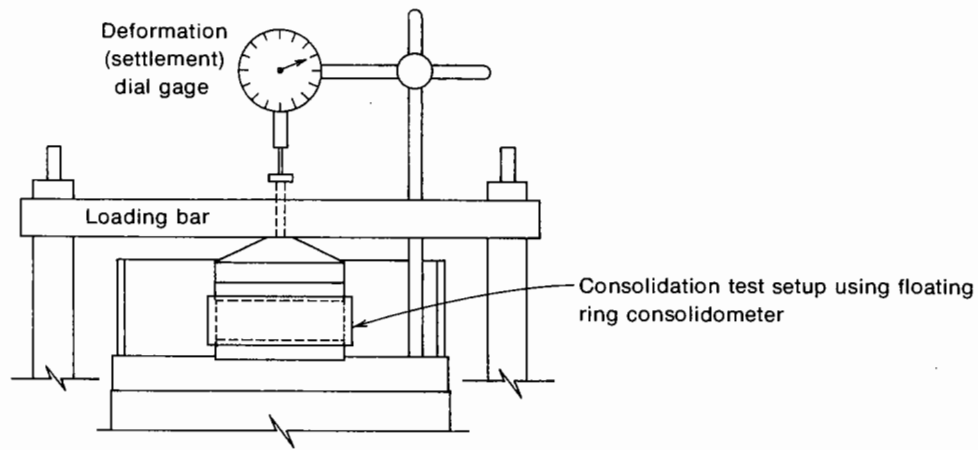 Deformation
(settlement)
dial gage
Loading bar
Consolidation test setup using floating
ring consolidometer